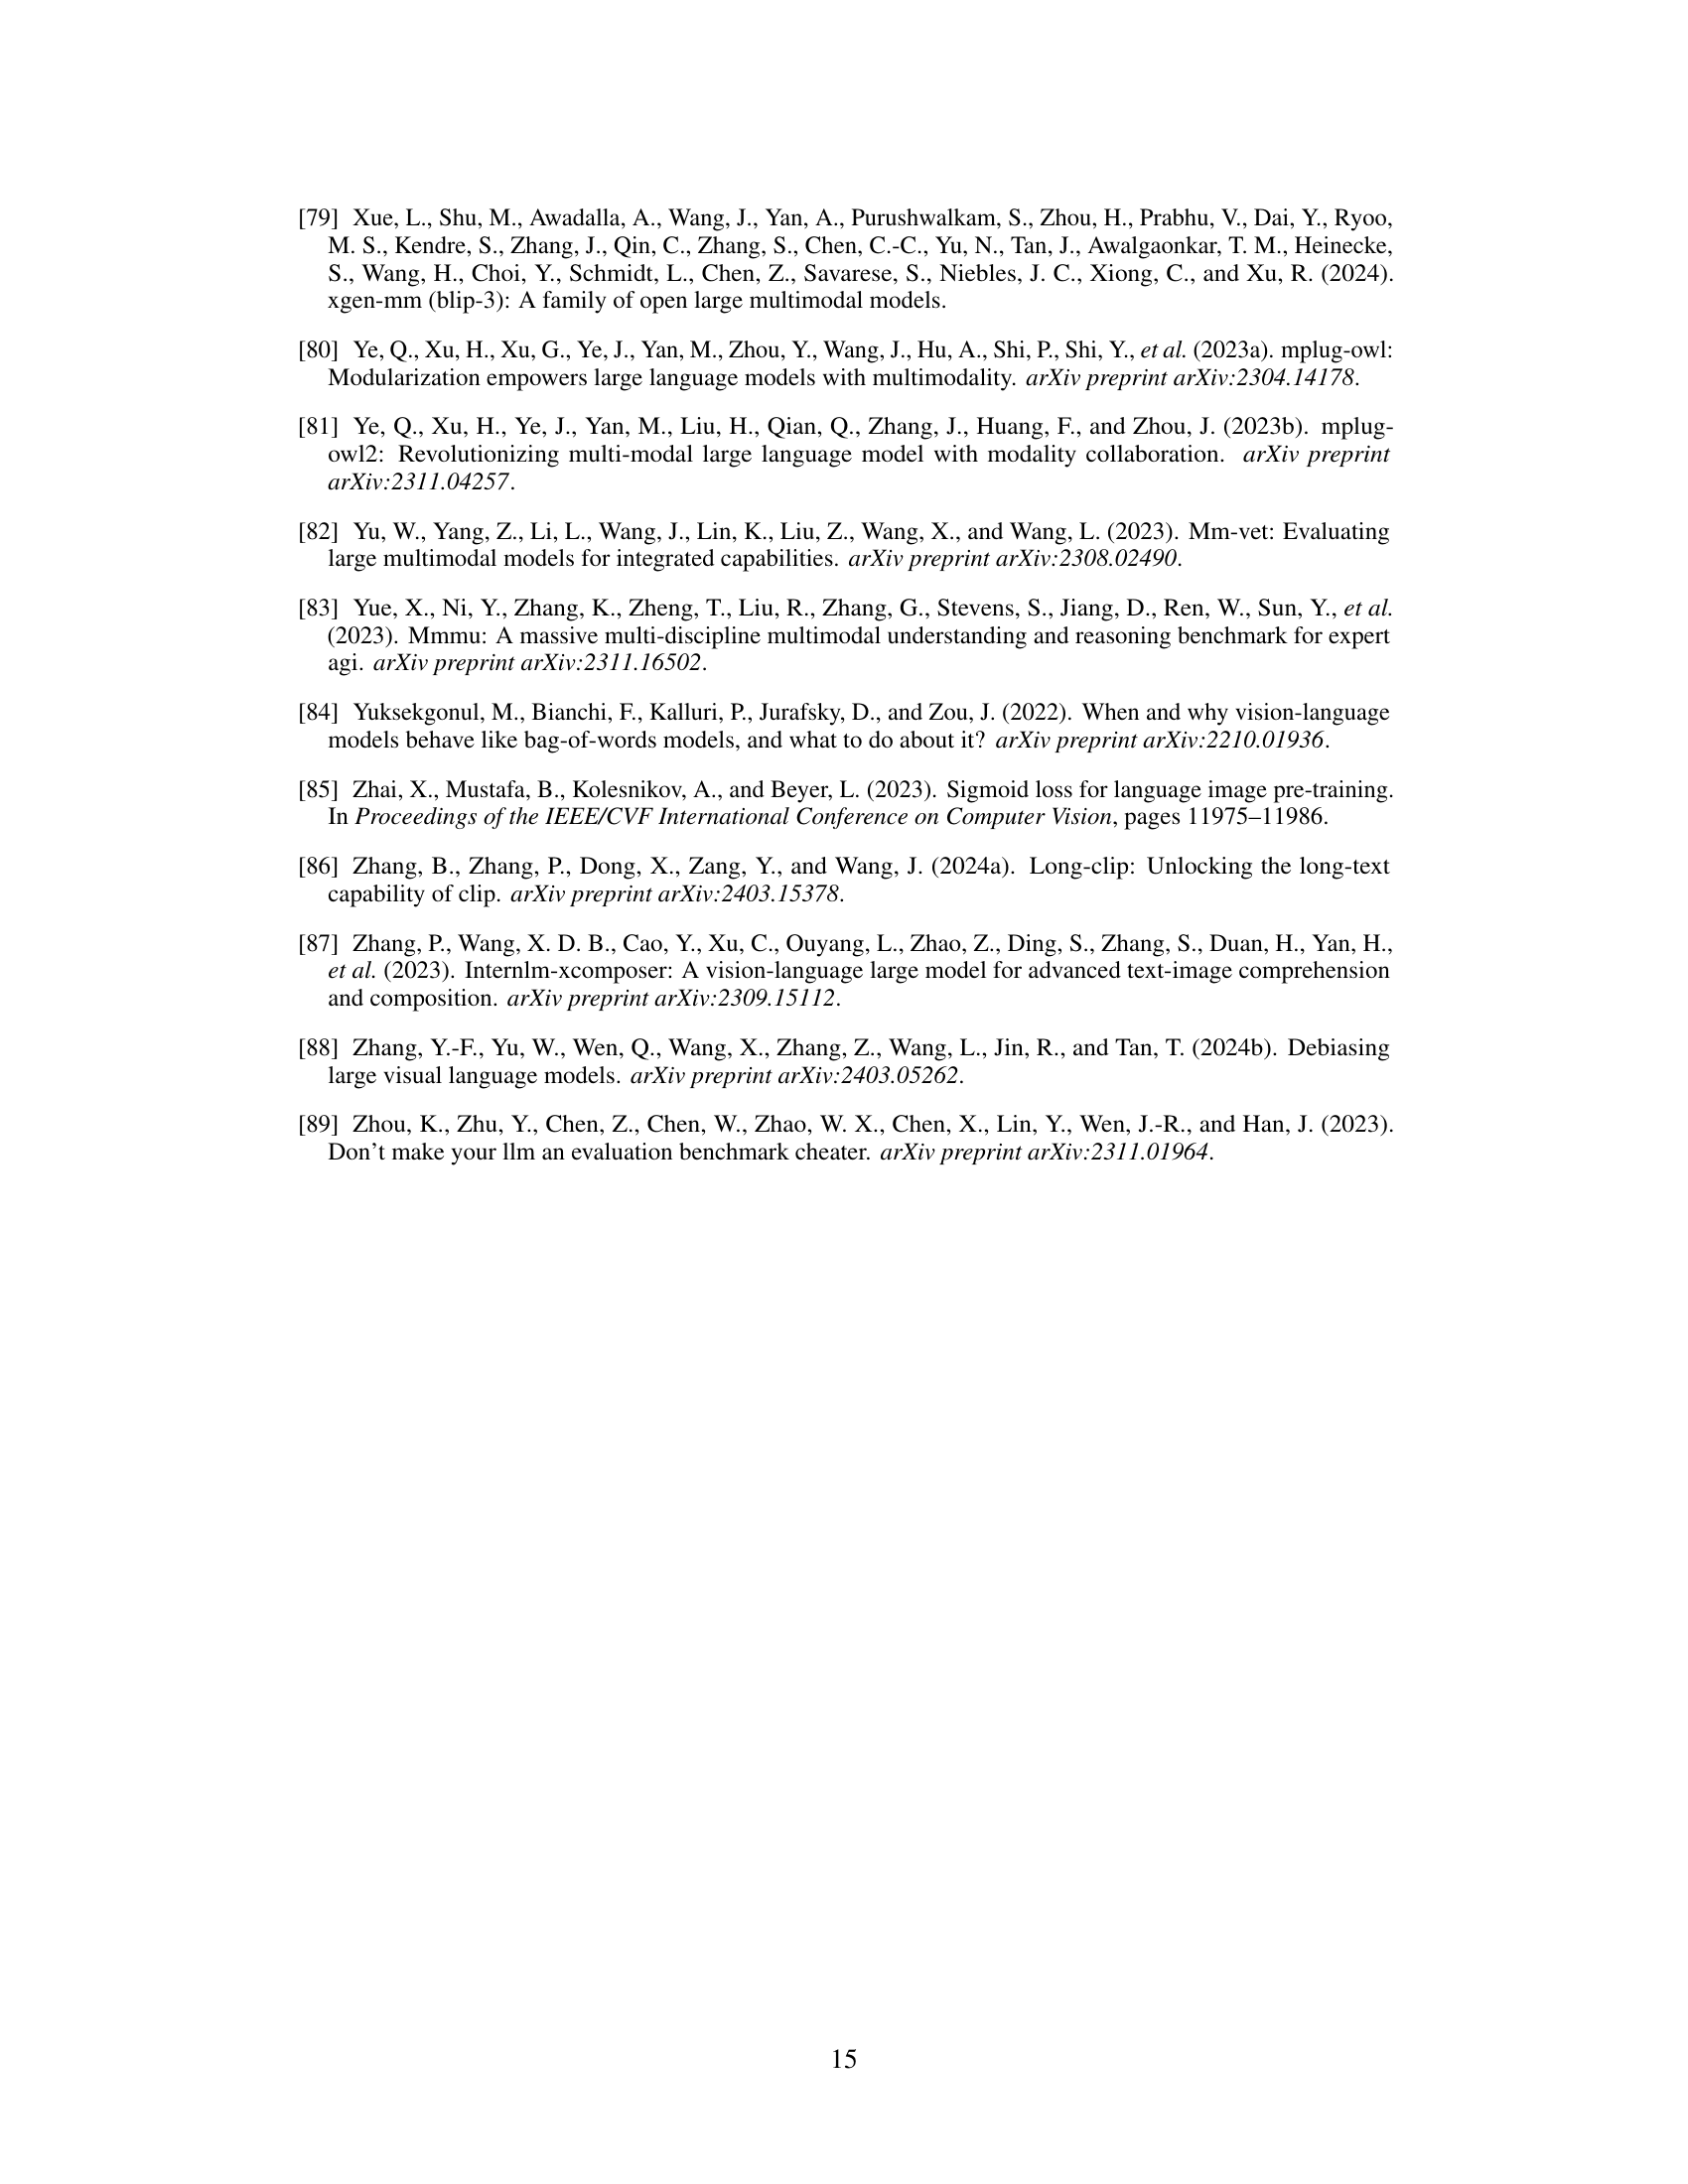 [79] Xue, L., Shu, M., Awadalla, A., Wang, J., Yan, A., Purushwalkam, S., Zhou, H., Prabhu, V., Dai, Y., Ryoo,
M. S., Kendre, S., Zhang, J., Qin, C., Zhang, S., Chen, C.-C., Yu, N., Tan, J., Awalgaonkar, T. M., Heinecke,
S., Wang, H., Choi, Y., Schmidt, L., Chen, Z., Savarese, S., Niebles, J. C., Xiong, C., and Xu, R. (2024).
xgen-mm (blip-3): A family of open large multimodal models.
[80] Ye, Q., Xu, H., Xu, G., Ye, J., Yan, M., Zhou, Y., Wang, J., Hu, A., Shi, P., Shi, Y., et al. (2023a). mplug-owl:
Modularization empowers large language models with multimodality. arXiv preprint arXiv:2304.14178.
[81] Ye, Q., Xu, H., Ye, J., Yan, M., Liu, H., Qian, Q., Zhang, J., Huang, F., and Zhou, J. (2023b). mplug-
owl2: Revolutionizing multi-modal large language model with modality collaboration. arXiv preprint
arXiv:2311.04257.
[82] Yu, W., Yang, Z., Li, L., Wang, J., Lin, K., Liu, Z., Wang, X., and Wang, L. (2023). Mm-vet: Evaluating
large multimodal models for integrated capabilities. arXiv preprint arXiv:2308.02490.
[83] Yue, X., Ni, Y., Zhang, K., Zheng, T., Liu, R., Zhang, G., Stevens, S., Jiang, D., Ren, W., Sun, Y., et al.
(2023). Mmmu: A massive multi-discipline multimodal understanding and reasoning benchmark for expert
agi. arXiv preprint arXiv:2311.16502.
[84] Yuksekgonul, M., Bianchi, F., Kalluri, P., Jurafsky, D., and Zou, J. (2022). When and why vision-language
models behave like bag-of-words models, and what to do about it? arXiv preprint arXiv:2210.01936.
[85] Zhai, X., Mustafa, B., Kolesnikov, A., and Beyer, L. (2023). Sigmoid loss for language image pre-training.
In Proceedings of the IEEE/CVF International Conference on Computer Vision, pages 11975–11986.
[86] Zhang, B., Zhang, P., Dong, X., Zang, Y., and Wang, J. (2024a). Long-clip: Unlocking the long-text
capability of clip. arXiv preprint arXiv:2403.15378.
[87] Zhang, P., Wang, X. D. B., Cao, Y., Xu, C., Ouyang, L., Zhao, Z., Ding, S., Zhang, S., Duan, H., Yan, H.,
et al. (2023). Internlm-xcomposer: A vision-language large model for advanced text-image comprehension
and composition. arXiv preprint arXiv:2309.15112.
[88] Zhang, Y.-F., Yu, W., Wen, Q., Wang, X., Zhang, Z., Wang, L., Jin, R., and Tan, T. (2024b). Debiasing
large visual language models. arXiv preprint arXiv:2403.05262.
[89] Zhou, K., Zhu, Y., Chen, Z., Chen, W., Zhao, W. X., Chen, X., Lin, Y., Wen, J.-R., and Han, J. (2023).
Don’t make your llm an evaluation benchmark cheater. arXiv preprint arXiv:2311.01964.
15